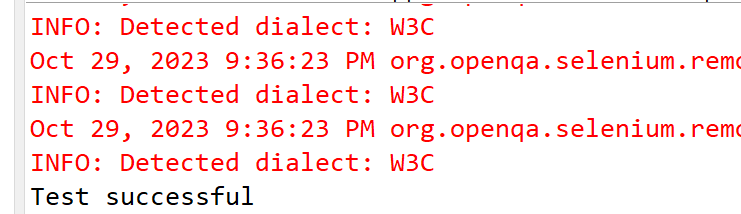 INFO: Detected dialect: W3C
Oct 29, 2023 9:36:23 PM org.openqa.selenium.remo
INFO: Detected dialect: W3C
Oct 29, 2023 9:36:23 PM org.openqa.selenium.remo
INFO: Detected dialect: W3C
Test successful